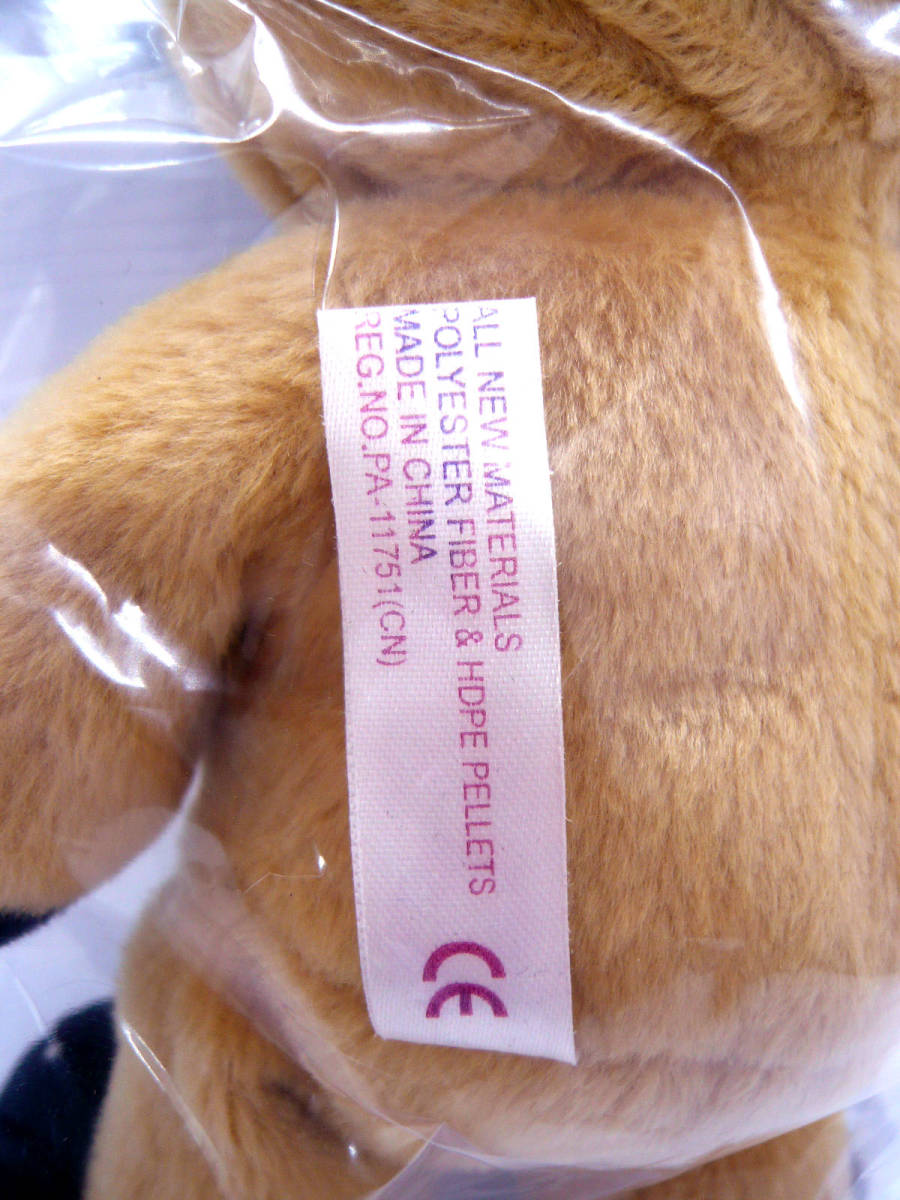 ALL NEW MATERIALS
POLYESTER FIBER & HDPE PELLETS
MADE IN CHINA
REG.NO.PA-11751(CN)
CE